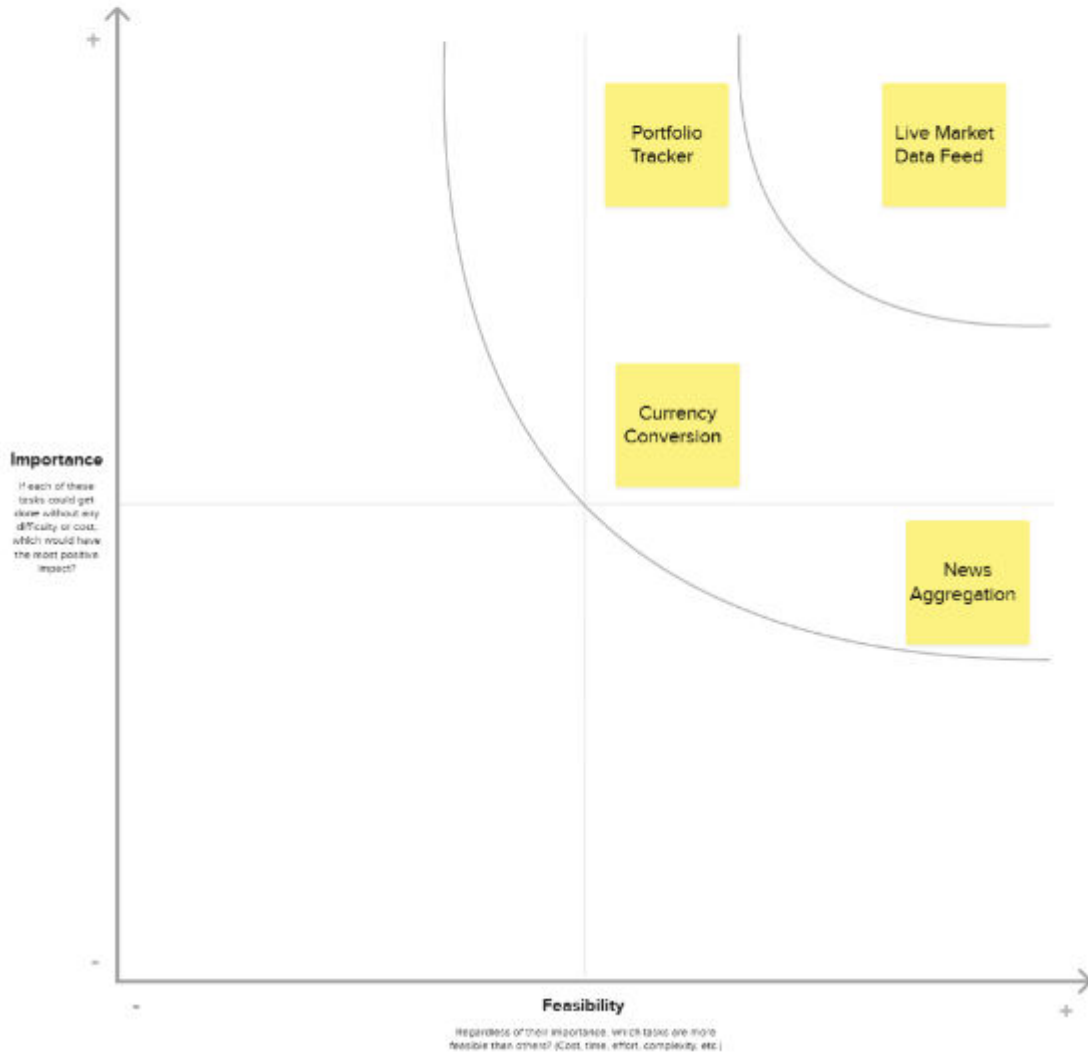 +
Portfolio
Tracker
Live Market
Data Feed
Currency
Conversion
Importance
If each of these
tasks could get
done without any
difficulty or cost,
which would have
the most positive
impact?
News
Aggregation
-
-
Feasibility
+
Regardless of their importance, which tasks are more
feasible than others? (Cost, time, effort, complexity, etc.)